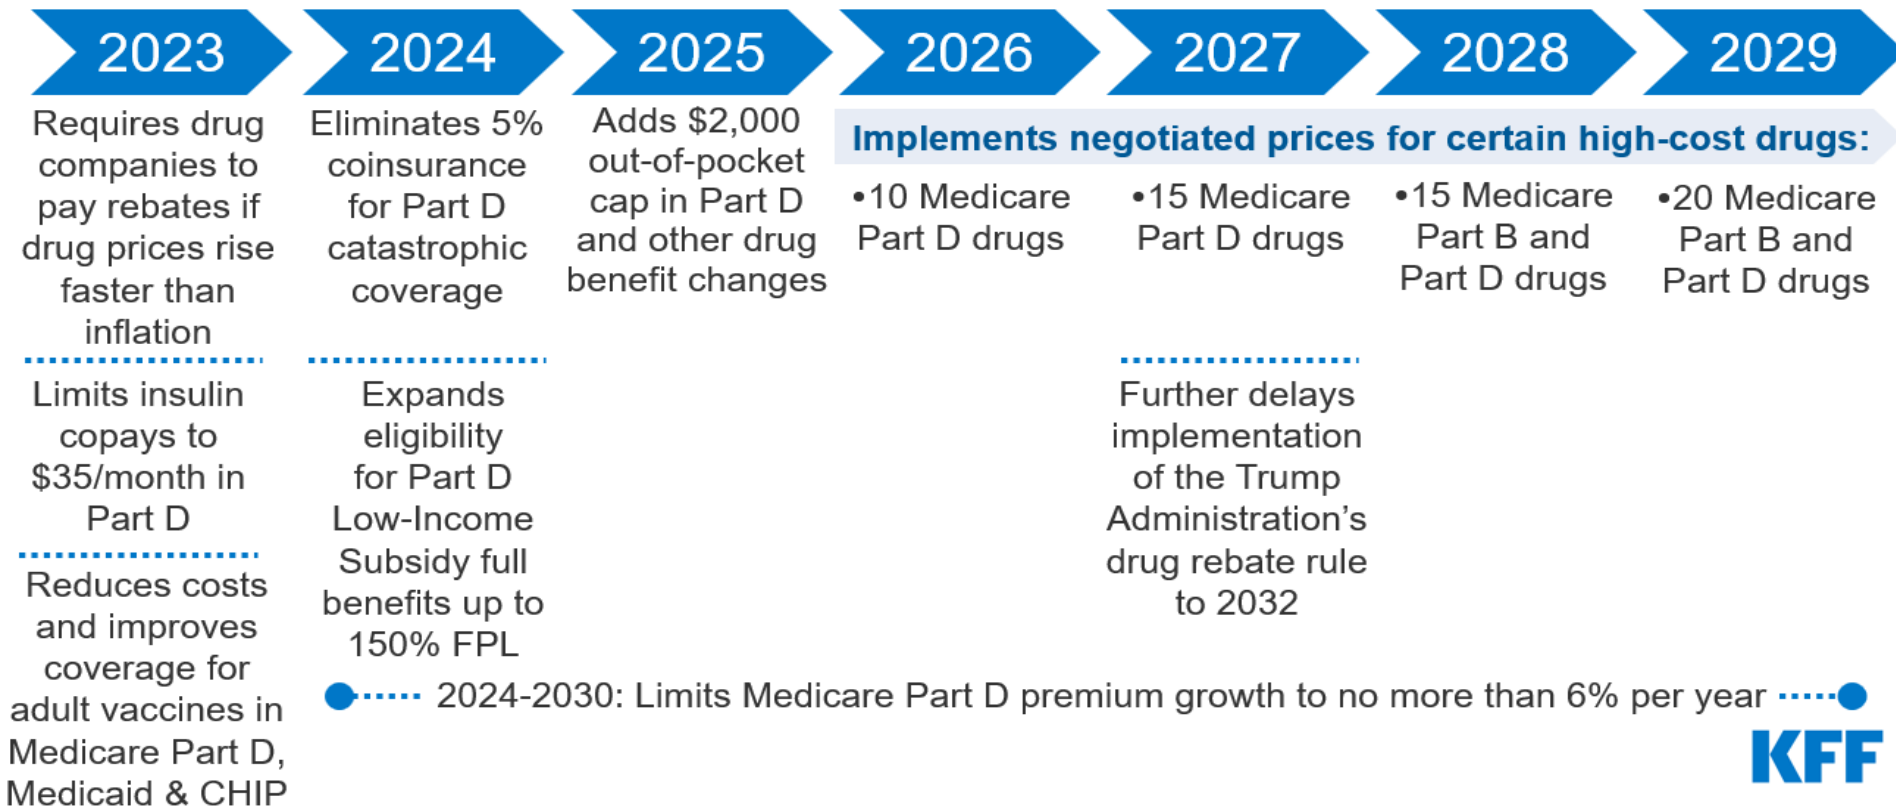 2023
2024
2025
2026
2027
2028
2029
Requires drug
companies to
pay rebates if
drug prices rise
faster than
inflation
Limits insulin
copays to
$35/month in
Part D
Reduces costs
and improves
coverage for
adult vaccines in
Medicare Part D,
Medicaid & CHIP
Eliminates 5%
coinsurance
for Part D
catastrophic
coverage
Expands
eligibility
for Part D
Low-Income
Subsidy full
benefits up to
150% FPL
Adds $2,000
out-of-pocket
cap in Part D
and other drug
benefit changes
Implements negotiated prices for certain high-cost drugs:
•10 Medicare
Part D drugs
•15 Medicare
Part D drugs
Further delays
implementation
of the Trump
Administration’s
drug rebate rule
to 2032
•15 Medicare
Part B and
Part D drugs
•20 Medicare
Part B and
Part D drugs
2024-2030: Limits Medicare Part D premium growth to no more than 6% per year
KFF